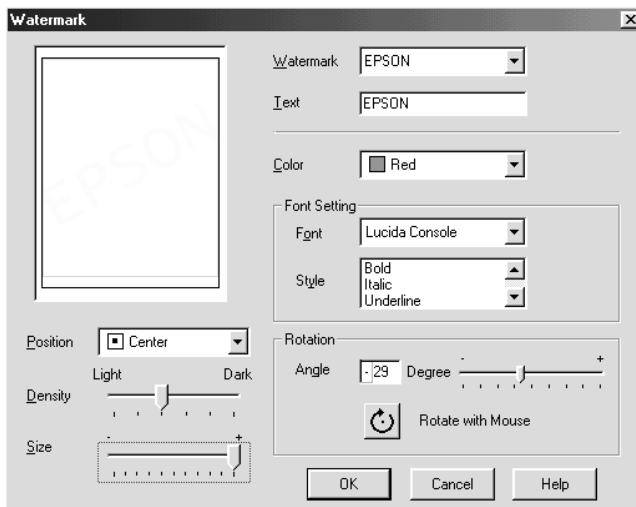 Watermark
EPSON
Watermark EPSON
Text EPSON
Color Red
Font Setting
Font Lucida Console
Style Bold
Italic
Underline
Position Center
Light Dark
Density
- +
Size
Rotation
- +
Angle -29 Degree
Rotate with Mouse
OK Cancel Help